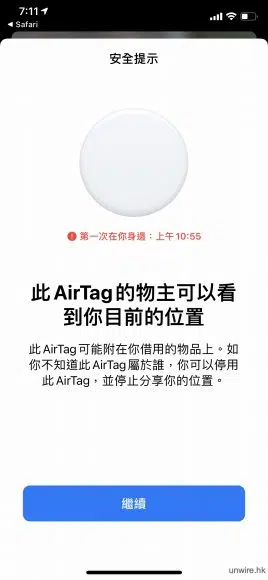 7:11
Safari
安全提示
第一次在你身邊：上午10:55
此AirTag的物主可以看
到你目前的位置
此AirTag可能附在你借用的物品上。如
你不知道此AirTag屬於誰，你可以停用
此AirTag，並停止分享你的位置。
繼續
unwire.hk